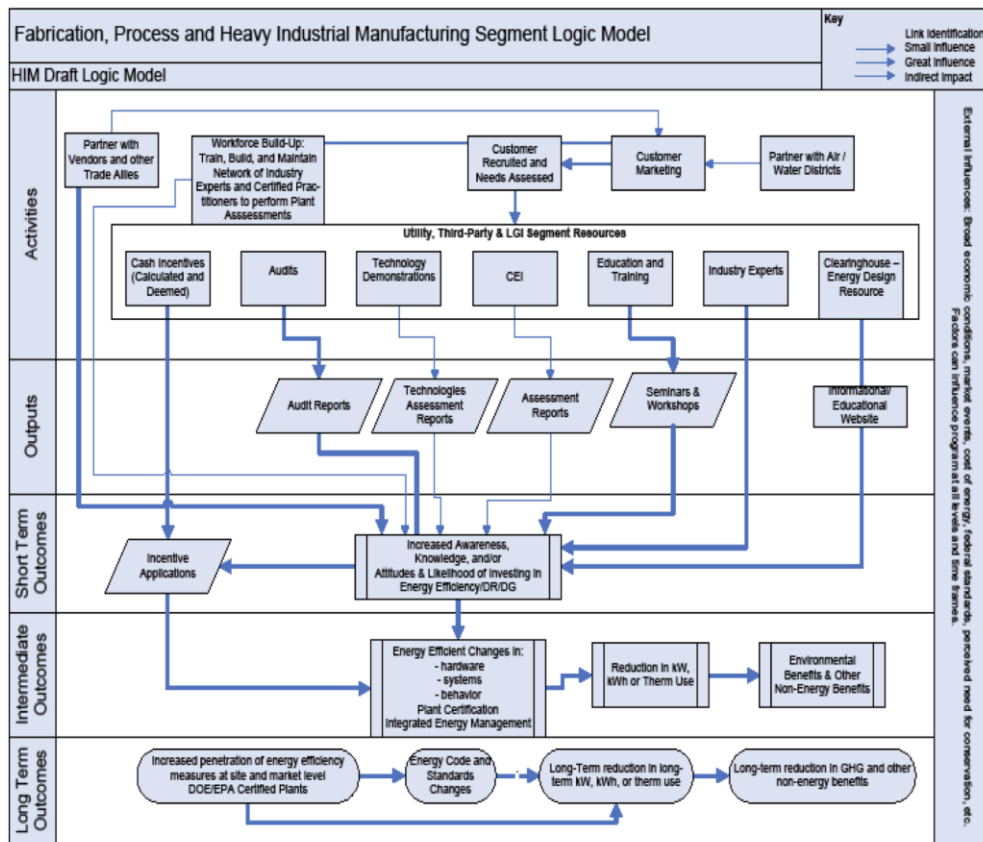 Fabrication, Process and Heavy Industrial Manufacturing Segment Logic Model
HIM Draft Logic Model
Key
Link Identification
Small Influence
Great Influence
Indirect Impact
Activities
Partner with
Vendors and other
Trade Allies
Workforce Build-Up:
Train, Build, and Maintain
Network of Industry
Experts and Certified Prac-
titioners to perform Plant
Asssessments
Customer
Recruited and
Needs Assessed
Customer
Marketing
Partner with Air /
Water Districts
Utility, Third-Party & LGI Segment Resources
Cash Incentives
(Calculated and
Deemed)
Audits
Technology
Demonstrations
CEI
Education and
Training
Industry Experts
Clearinghouse –
Energy Design
Resource
Outputs
Audit Reports
Technologies
Assessment
Reports
Assessment
Reports
Seminars &
Workshops
Informational/
Educational
Website
Short Term
Outcomes
Incentive
Applications
Increased Awareness,
Knowledge, and/or
Attitudes & Likelihood of Investing in
Energy Efficiency/DR/DG
Intermediate
Outcomes
Energy Efficient Changes in:
- hardware
- systems
- behavior
Plant Certification
Integrated Energy Management
Reduction in kW,
kWh or Therm Use
Environmental
Benefits & Other
Non-Energy Benefits
Long Term
Outcomes
Increased penetration of energy efficiency
measures at site and market level
DOE/EPA Certified Plants
Energy Code and
Standards
Changes
Long-Term reduction in long-
term kW, kWh, or therm use
Long-term reduction in GHG and other
non-energy benefits
External Influences: Broad economic conditions, market events, cost of energy, federal standards, perceived need for conservation, etc.
Factors can influence program at all levels and time frames.